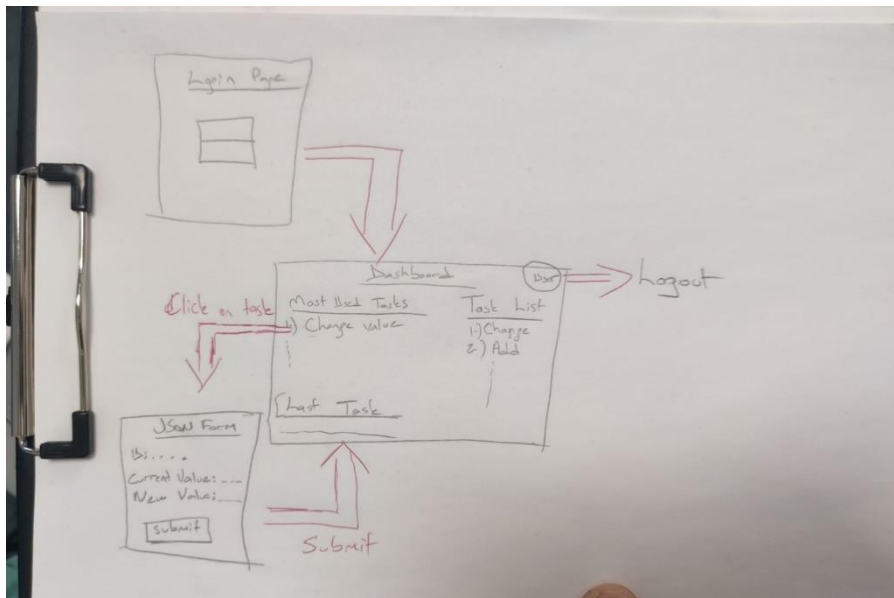 Login Page
Dashboard
User
Logout
Click on task
Most Used Tasks
1.) Change value
Task List
1.) Change
2.) Add
Last Task
JSON Form
ID: . . . .
Current Value: ---
New Value: ---
submit
Submit